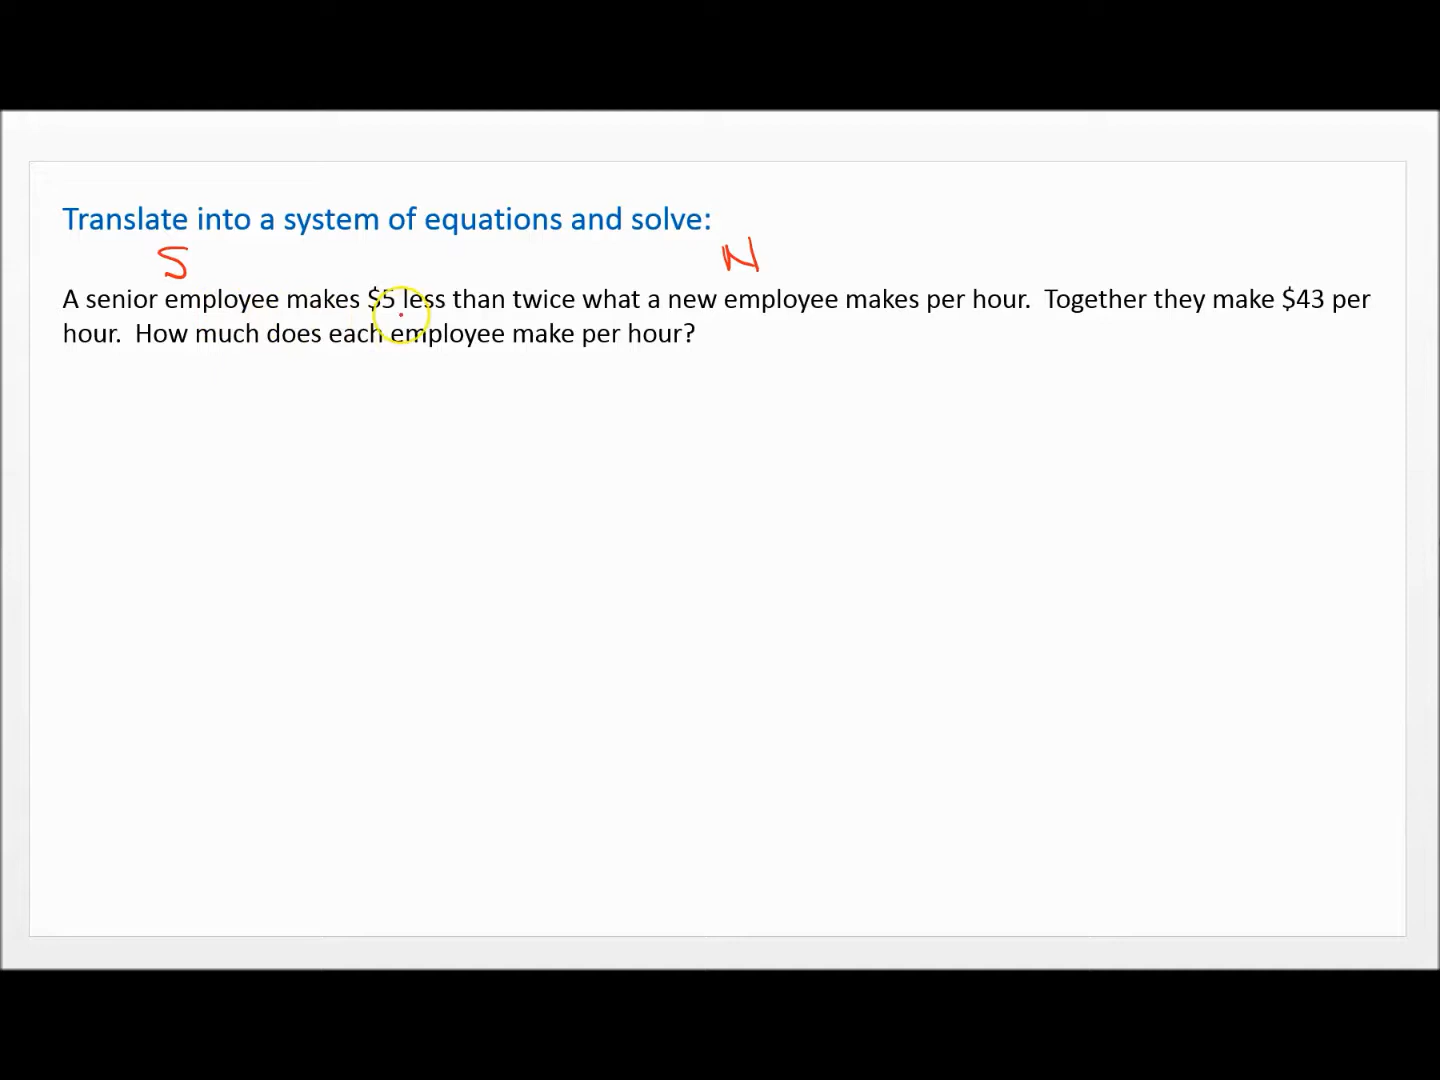 Translate into a system of equations and solve:
S N
A senior employee makes $5 less than twice what a new employee makes per hour. Together they make $43 per
hour. How much does each employee make per hour?